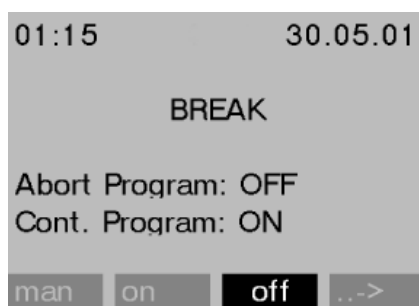 01:15 30.05.01
BREAK
Abort Program: OFF
Cont. Program: ON
man on off ..->